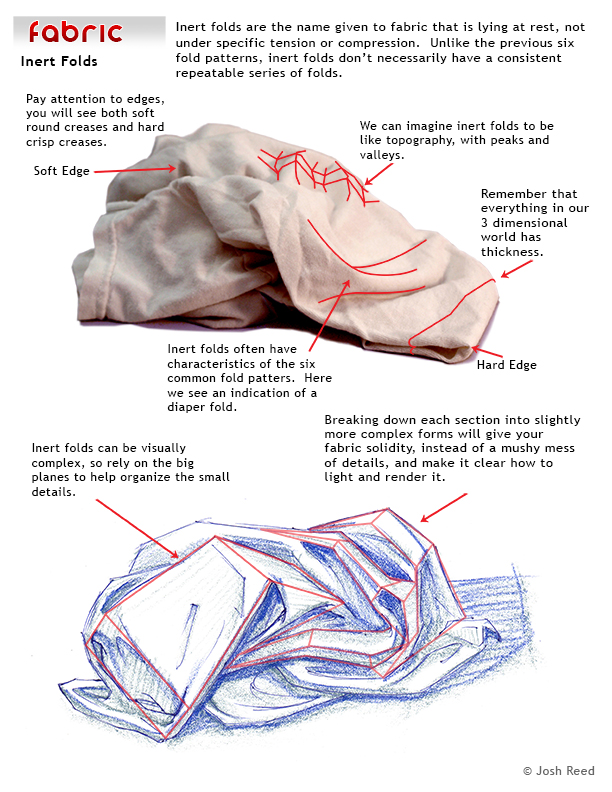 fabric
Inert Folds
Inert folds are the name given to fabric that is lying at rest, not
under specific tension or compression.  Unlike the previous six
fold patterns, inert folds don't necessarily have a consistent
repeatable series of folds.
Pay attention to edges,
you will see both soft
round creases and hard
crisp creases.
Soft Edge
We can imagine inert folds to be
like topography, with peaks and
valleys.
Remember that
everything in our
3 dimensional
world has
thickness.
Hard Edge
Inert folds often have
characteristics of the six
common fold patters.  Here
we see an indication of a
diaper fold.
Inert folds can be visually
complex, so rely on the big
planes to help organize the small
details.
Breaking down each section into slightly
more complex forms will give your
fabric solidity, instead of a mushy mess
of details, and make it clear how to
light and render it.
© Josh Reed